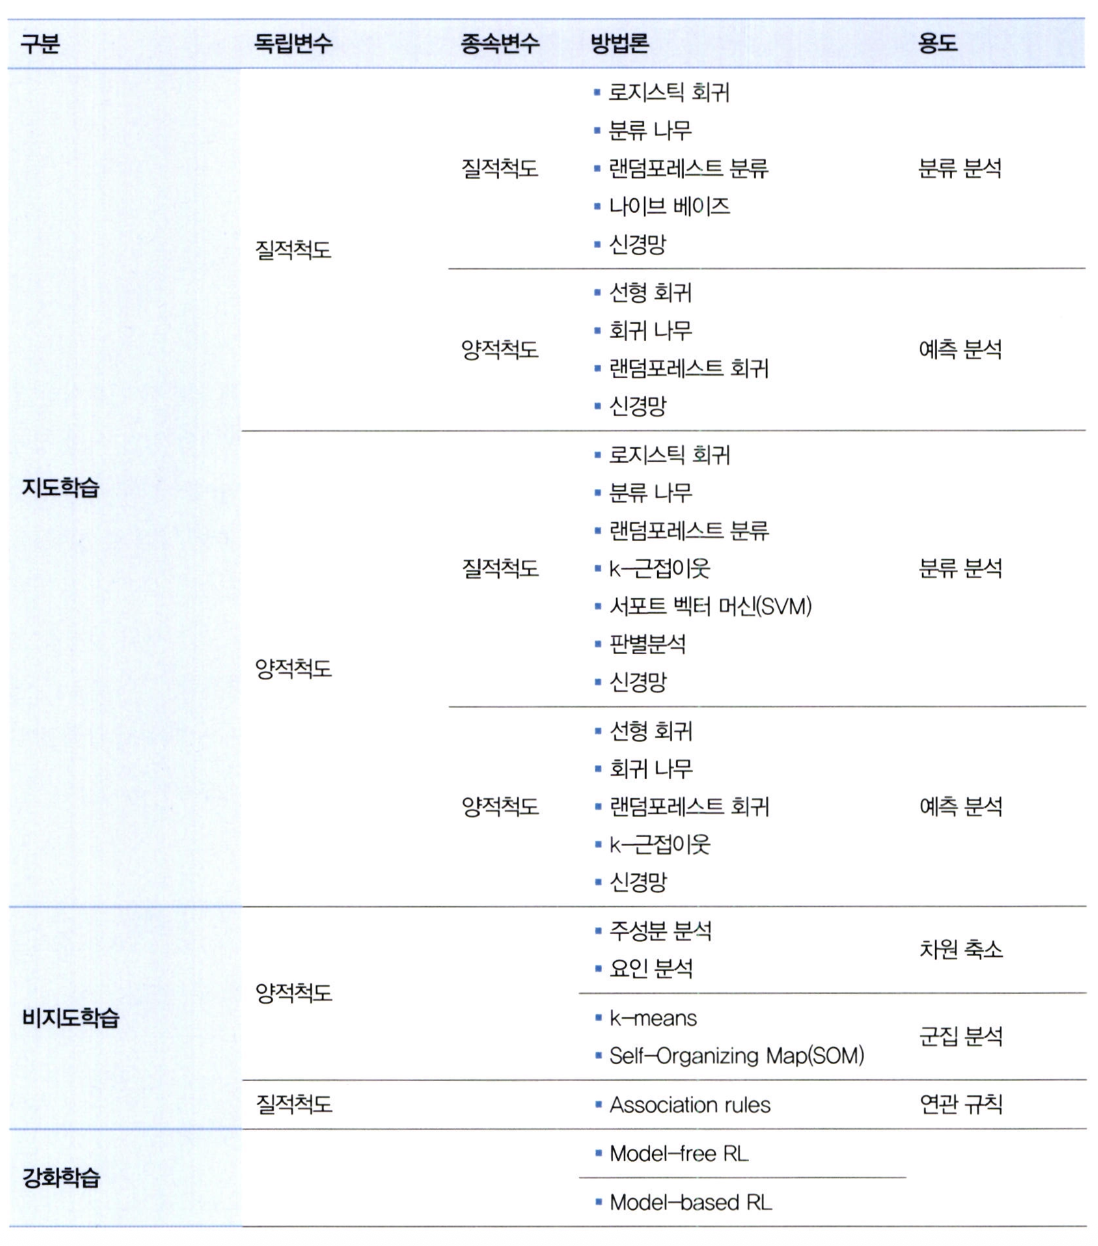 구분 독립변수 종속변수 방법론 용도
▪ 로지스틱 회귀
▪ 분류 나무
질적척도 ▪ 랜덤포레스트 분류 분류 분석
▪ 나이브 베이즈
▪ 신경망
질적척도
▪ 선형 회귀
▪ 회귀 나무
양적척도 예측 분석
▪ 랜덤포레스트 회귀
▪ 신경망
▪ 로지스틱 회귀
지도학습
▪ 분류 나무
▪ 랜덤포레스트 분류
질적척도 ▪ k-근접이웃 분류 분석
▪ 서포트 벡터 머신(SVM)
▪ 판별분석
양적척도
▪ 신경망
▪ 선형 회귀
▪ 회귀 나무
양적척도 ▪ 랜덤포레스트 회귀 예측 분석
▪ k-근접이웃
▪ 신경망
▪ 주성분 분석
차원 축소
▪ 요인 분석
양적척도
비지도학습
▪ k-means
군집 분석
▪ Self-Organizing Map(SOM)
질적척도 ▪ Association rules 연관 규칙
▪ Model-free RL
강화학습
▪ Model-based RL